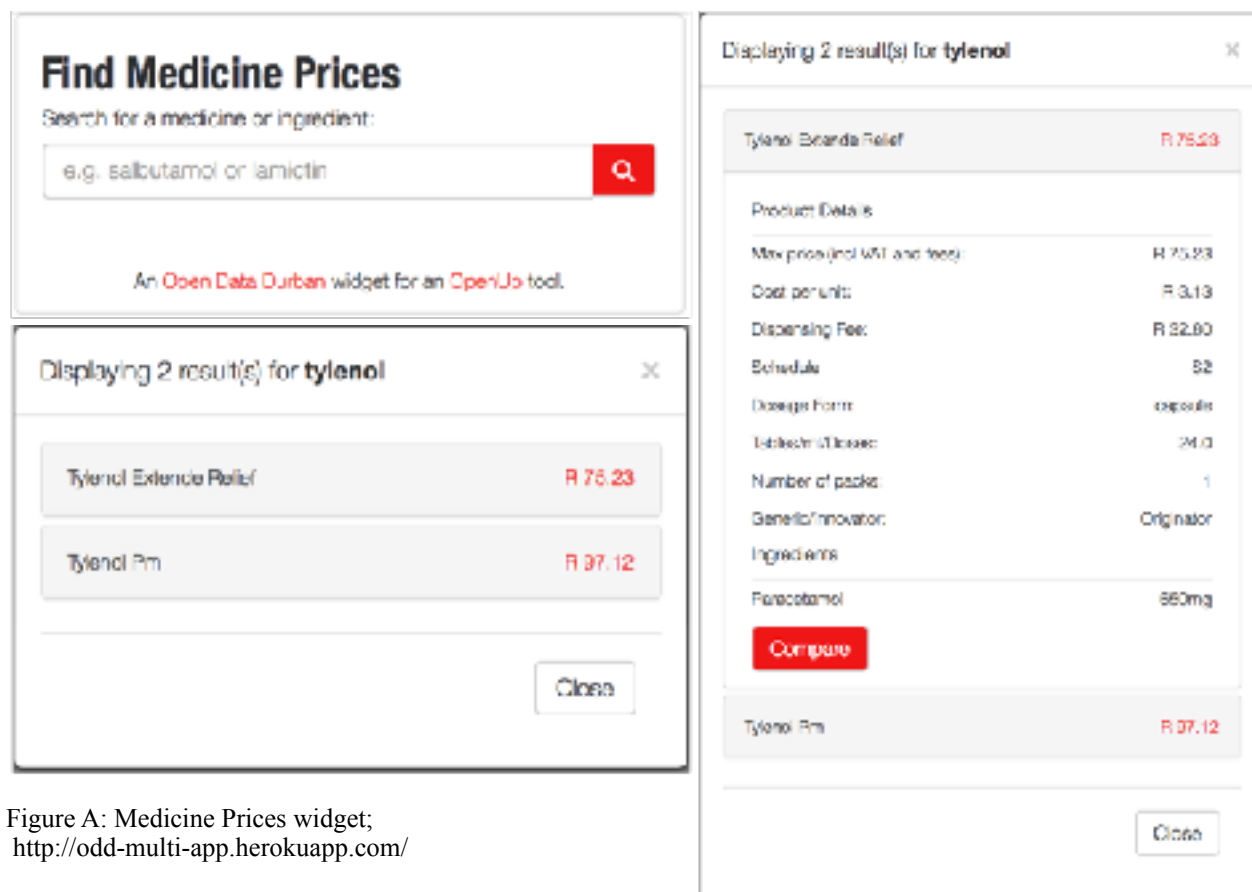 Find Medicine Prices
Search for a medicine or ingredient:
e.g. salbutamol or lamictin
An Open Data Durban widget for an OpenUp tool.
Displaying 2 result(s) for tylenol ×
Tylenol Extende Relief R 75.23
Tylenol Pm R 97.12
Close
Figure A: Medicine Prices widget;
http://odd-multi-app.herokuapp.com/
Displaying 2 result(s) for tylenol ×
Tylenol Extende Relief R 75.23
Product Details
Max price (incl VAT and fees): R 75.23
Cost per unit: R 3.13
Dispensing Fee: R 32.80
Schedule S2
Dosage Form: capsule
Tablets/ml/Doses: 24.0
Number of packs: 1
Generic/Innovator: Originator
Ingredients
Paracetamol 650mg
Compare
Tylenol Pm R 97.12
Close